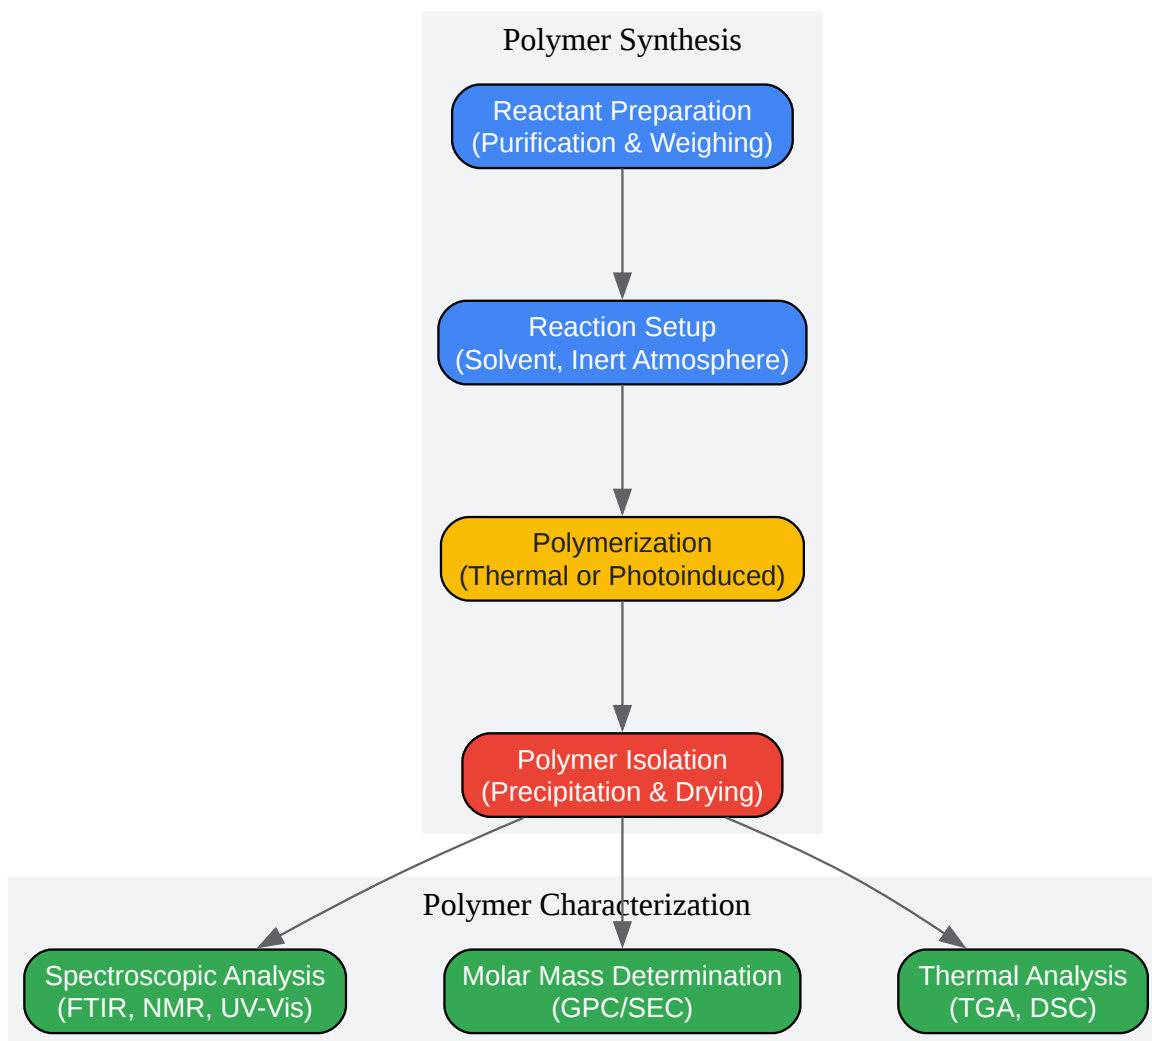 Polymer Synthesis
Reactant Preparation
(Purification & Weighing)
Reaction Setup
(Solvent, Inert Atmosphere)
Polymerization
(Thermal or Photoinduced)
Polymer Isolation
(Precipitation & Drying)
Polymer Characterization
Spectroscopic Analysis
(FTIR, NMR, UV-Vis)
Molar Mass Determination
(GPC/SEC)
Thermal Analysis
(TGA, DSC)